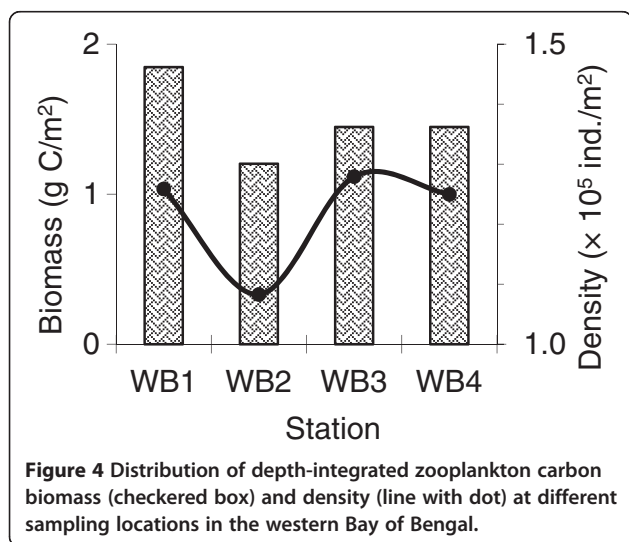 2
1.5
Biomass (g C/m²)
1
Density (× 10⁵ ind./m²)
0
1.0
WB1 WB2 WB3 WB4
Station
Figure 4 Distribution of depth-integrated zooplankton carbon
biomass (checkered box) and density (line with dot) at different
sampling locations in the western Bay of Bengal.